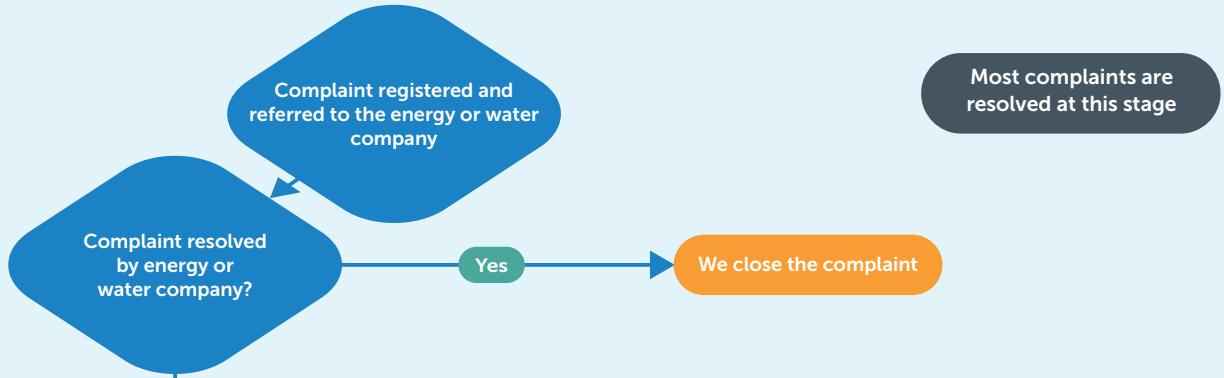 Complaint registered and
referred to the energy or water
company
Most complaints are
resolved at this stage
Complaint resolved
by energy or
water company?
Yes
We close the complaint